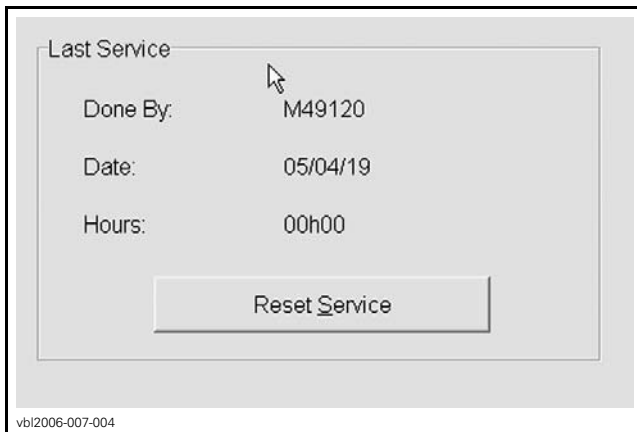 Last Service
Done By: M49120
Date: 05/04/19
Hours: 00h00
Reset Service
vbl2006-007-004